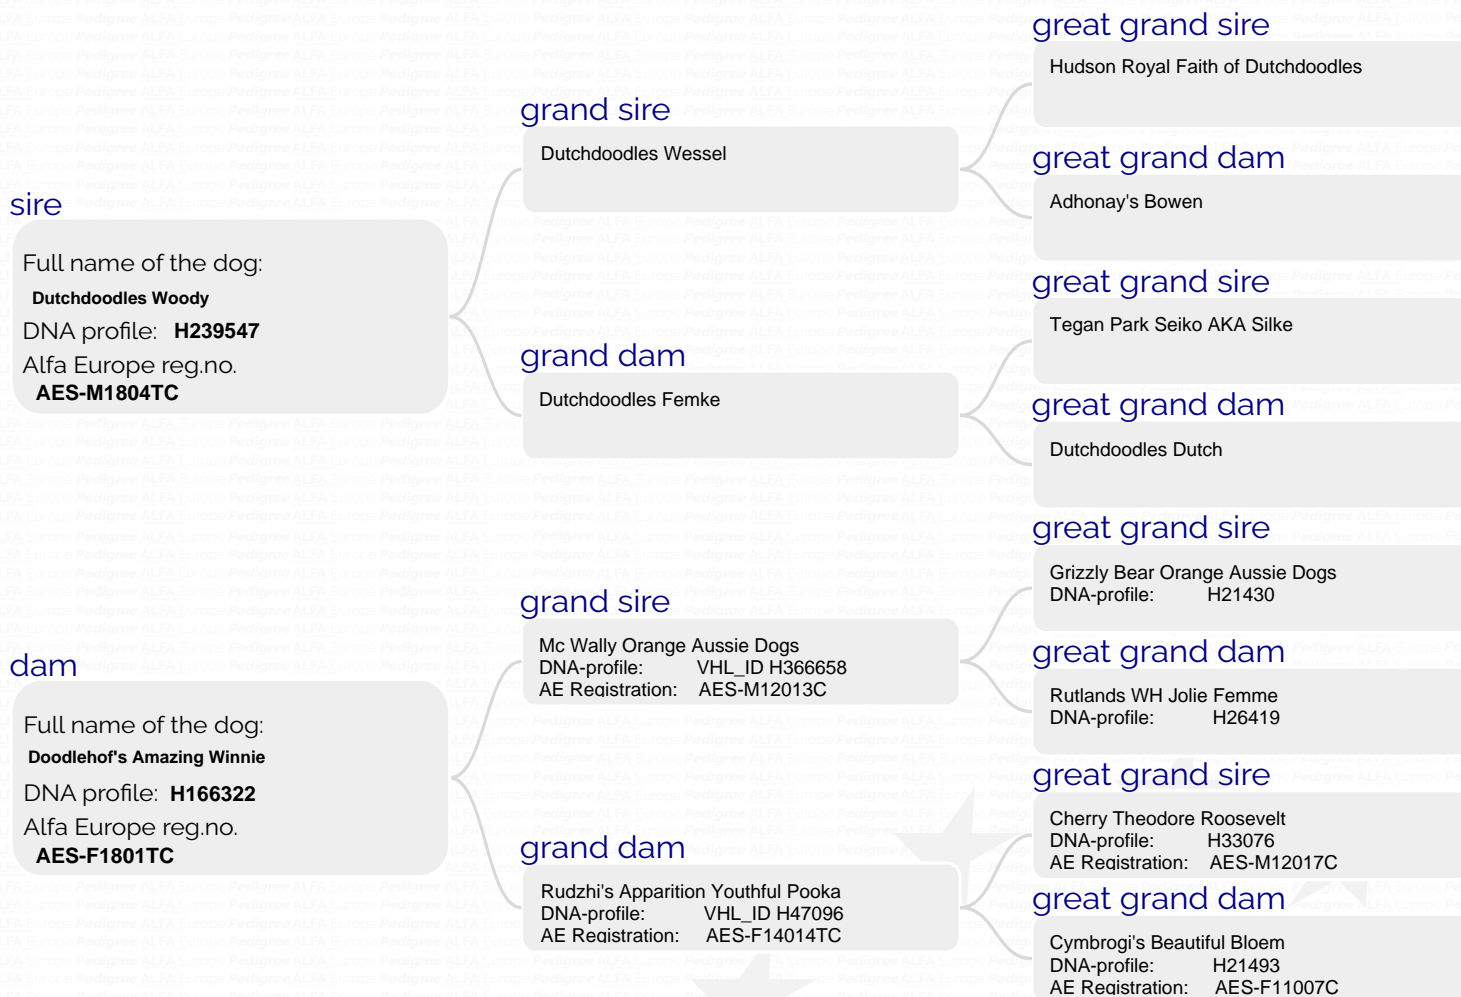 sire
Full name of the dog:
Dutchdoodles Woody
DNA profile: H239547
Alfa Europe reg.no.
AES-M1804TC
dam
Full name of the dog:
Doodlehof's Amazing Winnie
DNA profile: H166322
Alfa Europe reg.no.
AES-F1801TC
grand sire
Dutchdoodles Wessel
grand dam
Dutchdoodles Femke
grand sire
Mc Wally Orange Aussie Dogs
DNA-profile: VHL_ID H366658
AE Registration: AES-M12013C
grand dam
Rudzhi's Apparition Youthful Pooka
DNA-profile: VHL_ID H47096
AE Registration: AES-F14014TC
great grand sire
Hudson Royal Faith of Dutchdoodles
great grand dam
Adhonay's Bowen
great grand sire
Tegan Park Seiko AKA Silke
great grand dam
Dutchdoodles Dutch
great grand sire
Grizzly Bear Orange Aussie Dogs
DNA-profile: H21430
great grand dam
Rutlands WH Jolie Femme
DNA-profile: H26419
great grand sire
Cherry Theodore Roosevelt
DNA-profile: H33076
AE Registration: AES-M12017C
great grand dam
Cymbrogi's Beautiful Bloem
DNA-profile: H21493
AE Registration: AES-F11007C